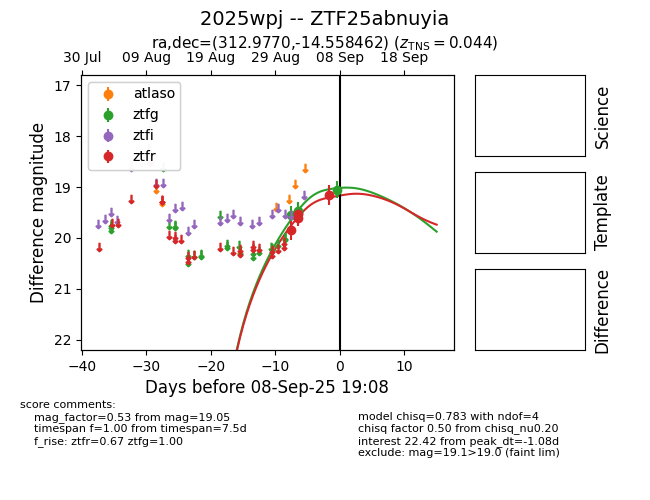 2025wpj -- ZTF25abnuyia
ra,dec=(312.9770,-14.558462) (zTNS = 0.044)
30 Jul 09 Aug 19 Aug 29 Aug 08 Sep 18 Sep
17
18
19
20
21
22
Difference magnitude
atlaso
ztfg
ztfi
ztfr
−40 −30 −20 −10 0 10
Days before 08-Sep-25 19:08
Science
Template
Difference
score comments:
mag_factor=0.53 from mag=19.05
timespan f=1.00 from timespan=7.5d
f_rise: ztfr=0.67 ztfg=1.00
model chisq=0.783 with ndof=4
chisq factor 0.50 from chisq_nu0.20
interest 22.42 from peak_dt=-1.08d
exclude: mag=19.1>19.0 (faint lim)